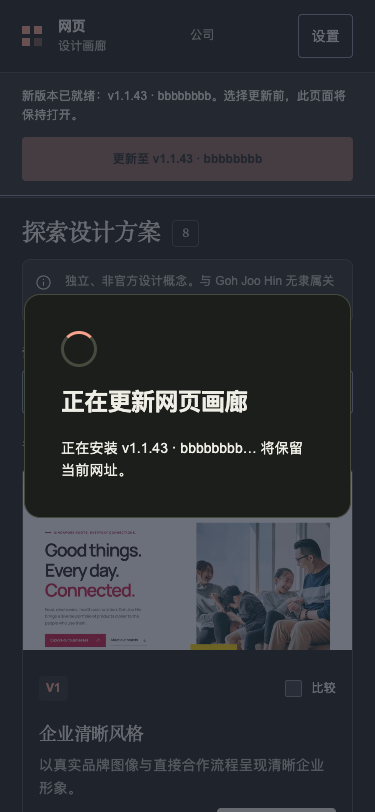 网页
设计画廊
公司
设置
新版本已就绪：v1.1.43 · bbbbbbbb。选择更新前，此页面将
保持打开。
更新至 v1.1.43 · bbbbbbbb
探索设计方案
8
独立、非官方设计概念。与 Goh Joo Hin 无隶属关
正在更新网页画廊
正在安装 v1.1.43 · bbbbbbbb… 将保留
当前网址。
Good things.
Every day.
Connected.
V1
比较
企业清晰风格
以真实品牌图像与直接合作流程呈现清晰企业
形象。